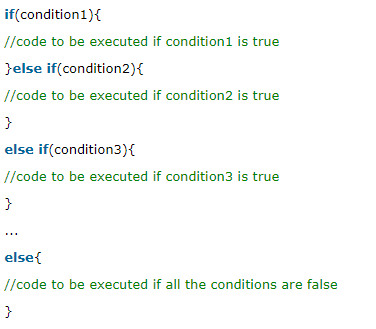 if(condition1){
//code to be executed if condition1 is true
}else if(condition2){
//code to be executed if condition2 is true
}
else if(condition3){
//code to be executed if condition3 is true
}
...
else{
//code to be executed if all the conditions are false
}